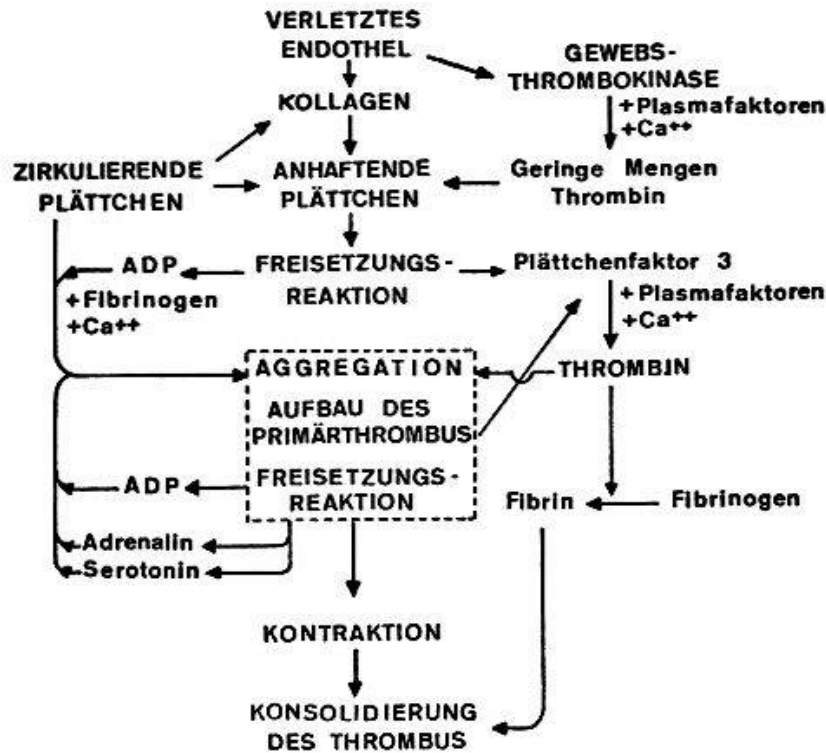 VERLETZTES
ENDOTHEL
GEWEBS-
THROMBOKINASE
KOLLAGEN
+Plasmafaktoren
+Ca++
ZIRKULIERENDE
PLÄTTCHEN
ANHAFTENDE
PLÄTTCHEN
Geringe Mengen
Thrombin
ADP
FREISETZUNGS-
REAKTION
Plättchenfaktor 3
+Fibrinogen
+Ca++
+Plasmafaktoren
+Ca++
AGGREGATION
THROMBIN
AUFBAU DES
PRIMÄRTHROMBUS
ADP
FREISETZUNGS-
REAKTION
Fibrin
Fibrinogen
Adrenalin
Serotonin
KONTRAKTION
KONSOLIDIERUNG
DES THROMBUS